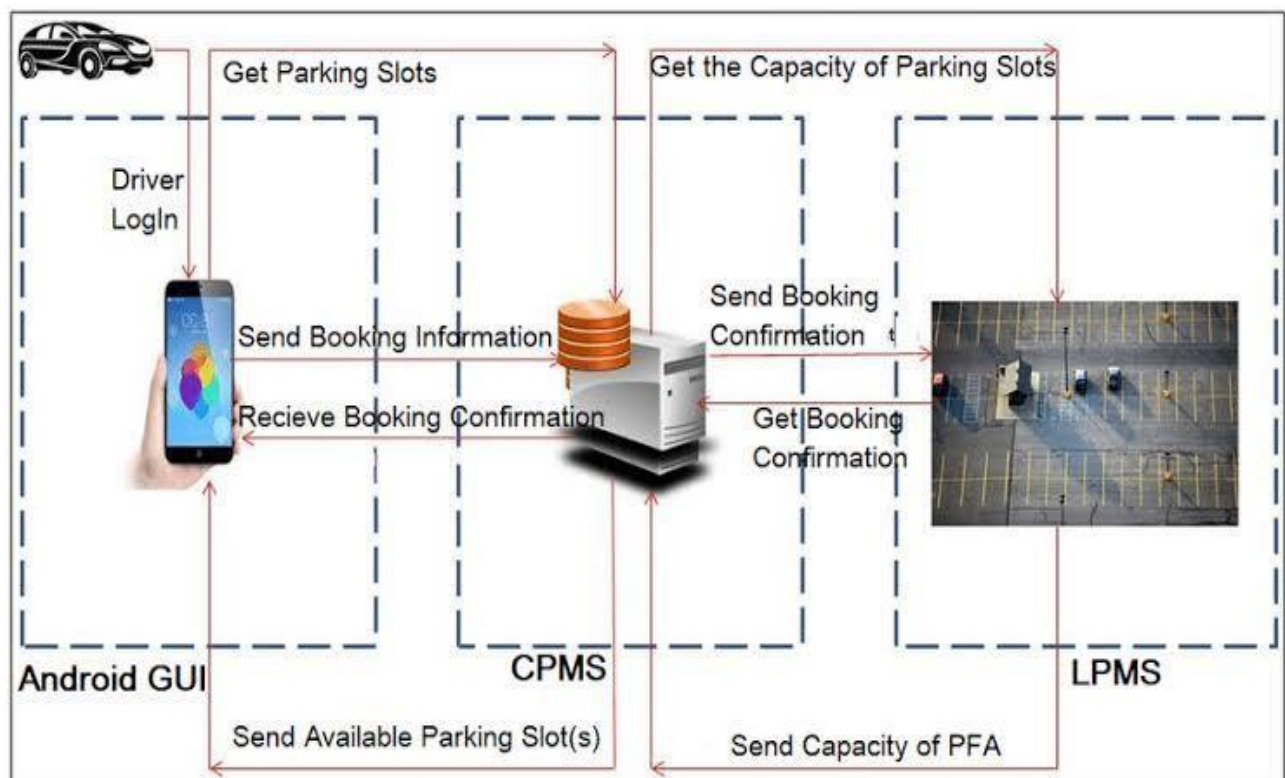 Get Parking Slots
Get the Capacity of Parking Slots
Driver
LogIn
Send Booking Information
Send Booking
Confirmation
Recieve Booking Confirmation
Get Booking
Confirmation
Android GUI
CPMS
LPMS
Send Available Parking Slot(s)
Send Capacity of PFA